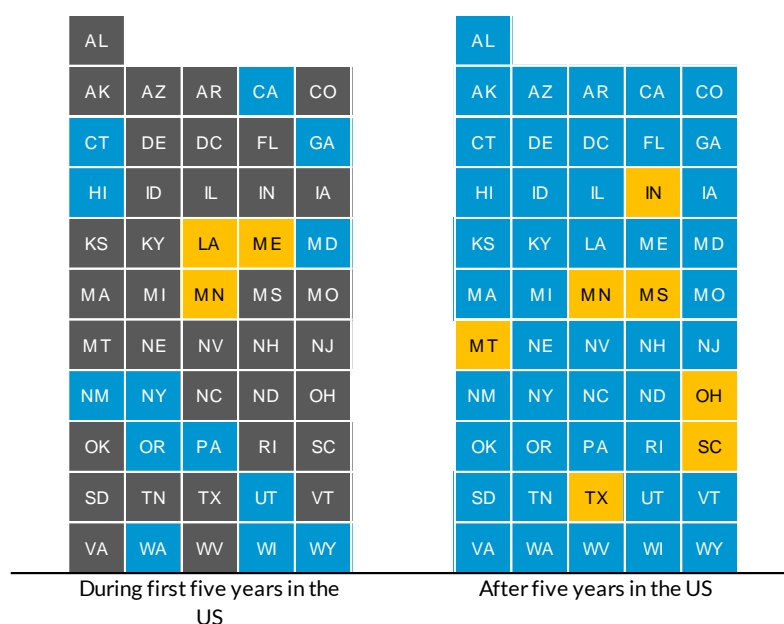 AL
AK AZ AR CA CO
CT DE DC FL GA
HI ID IL IN IA
KS KY LA ME MD
MA MI MN MS MO
MT NE NV NH NJ
NM NY NC ND OH
OK OR PA RI SC
SD TN TX UT VT
VA WA WV WI WY
During first five years in the
US
AL
AK AZ AR CA CO
CT DE DC FL GA
HI ID IL IN IA
KS KY LA ME MD
MA MI MN MS MO
MT NE NV NH NJ
NM NY NC ND OH
OK OR PA RI SC
SD TN TX UT VT
VA WA WV WI WY
After five years in the US